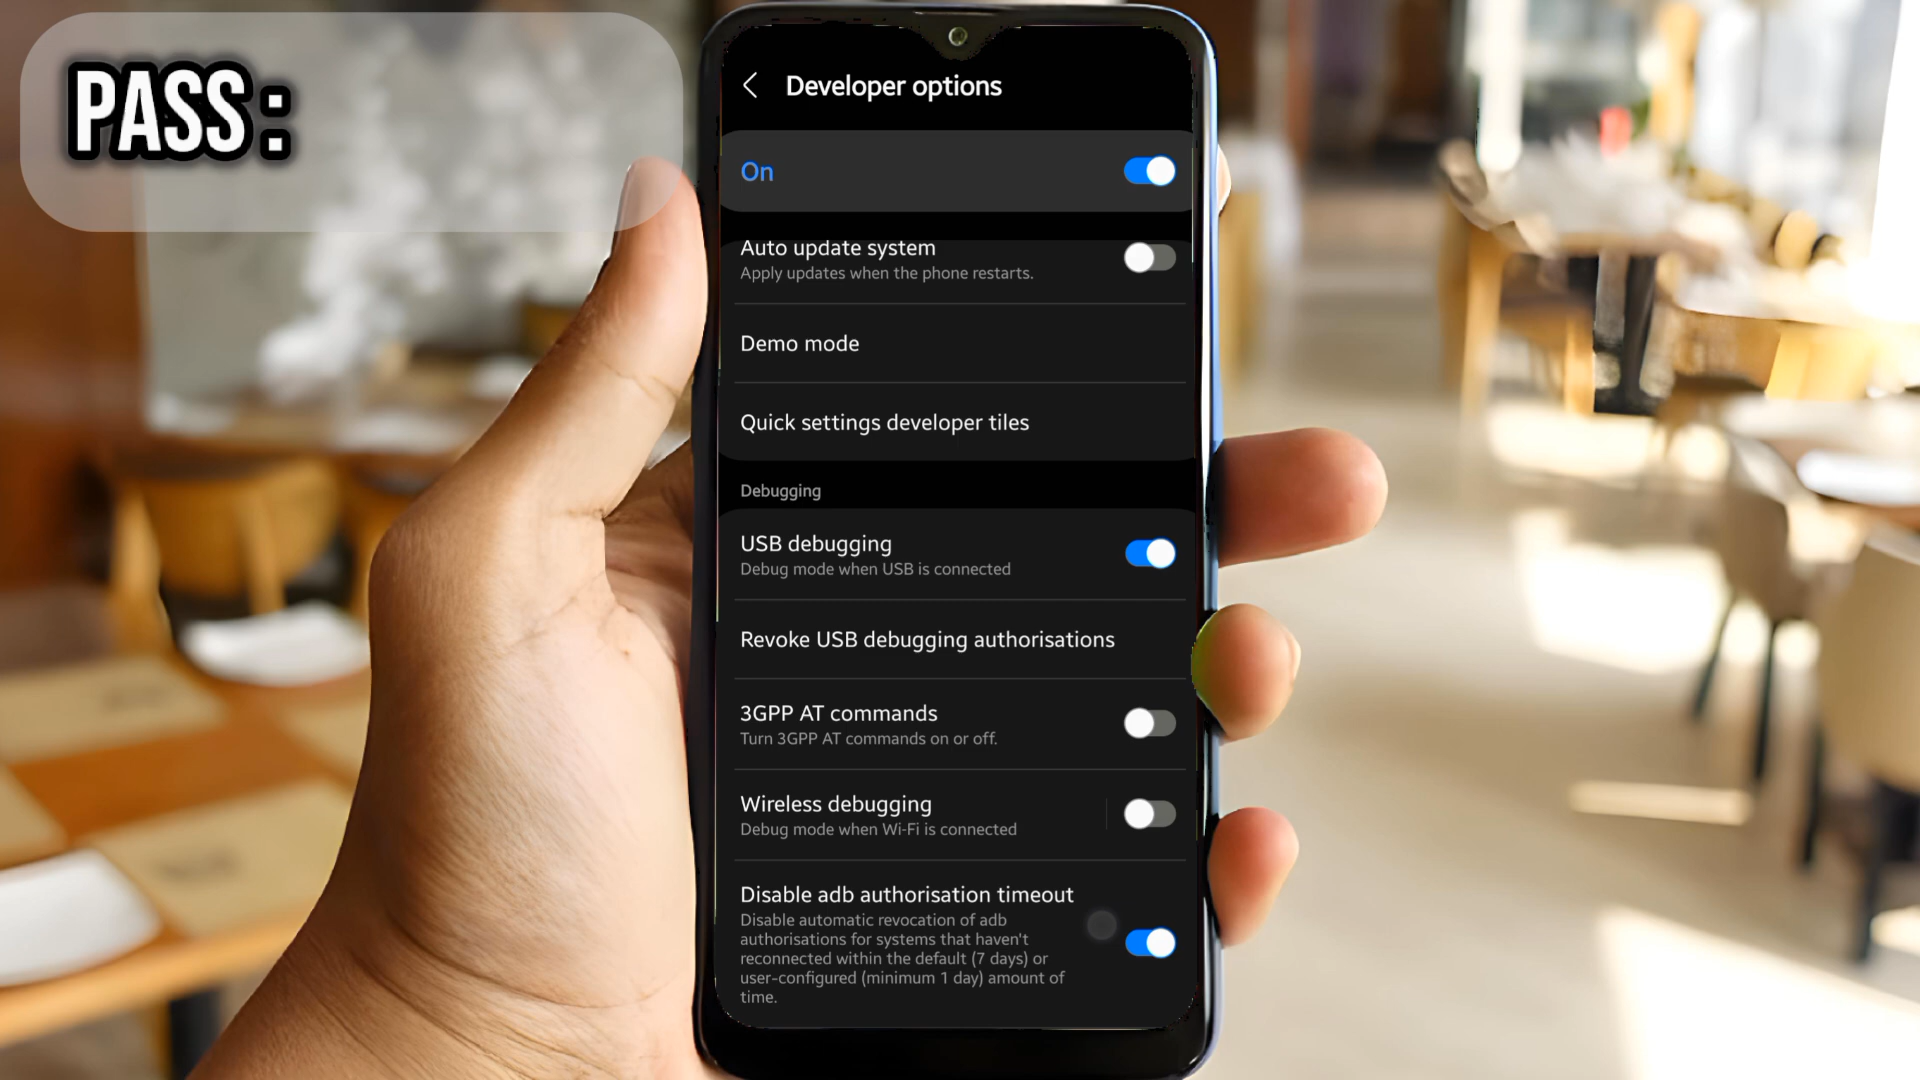 PASS:
Developer options
On
Auto update system
Apply updates when the phone restarts.
Demo mode
Quick settings developer tiles
Debugging
USB debugging
Debug mode when USB is connected
Revoke USB debugging authorisations
3GPP AT commands
Turn 3GPP AT commands on or off.
Wireless debugging
Debug mode when Wi-Fi is connected
Disable adb authorisation timeout
Disable automatic revocation of adb
authorisations for systems that haven't
reconnected within the default (7 days) or
user-configured (minimum 1 day) amount of
time.